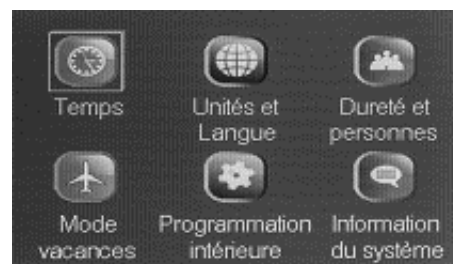 Temps
Unités et
Langue
Dureté et
personnes
Mode
vacances
Programmation
intérieure
Information
du système